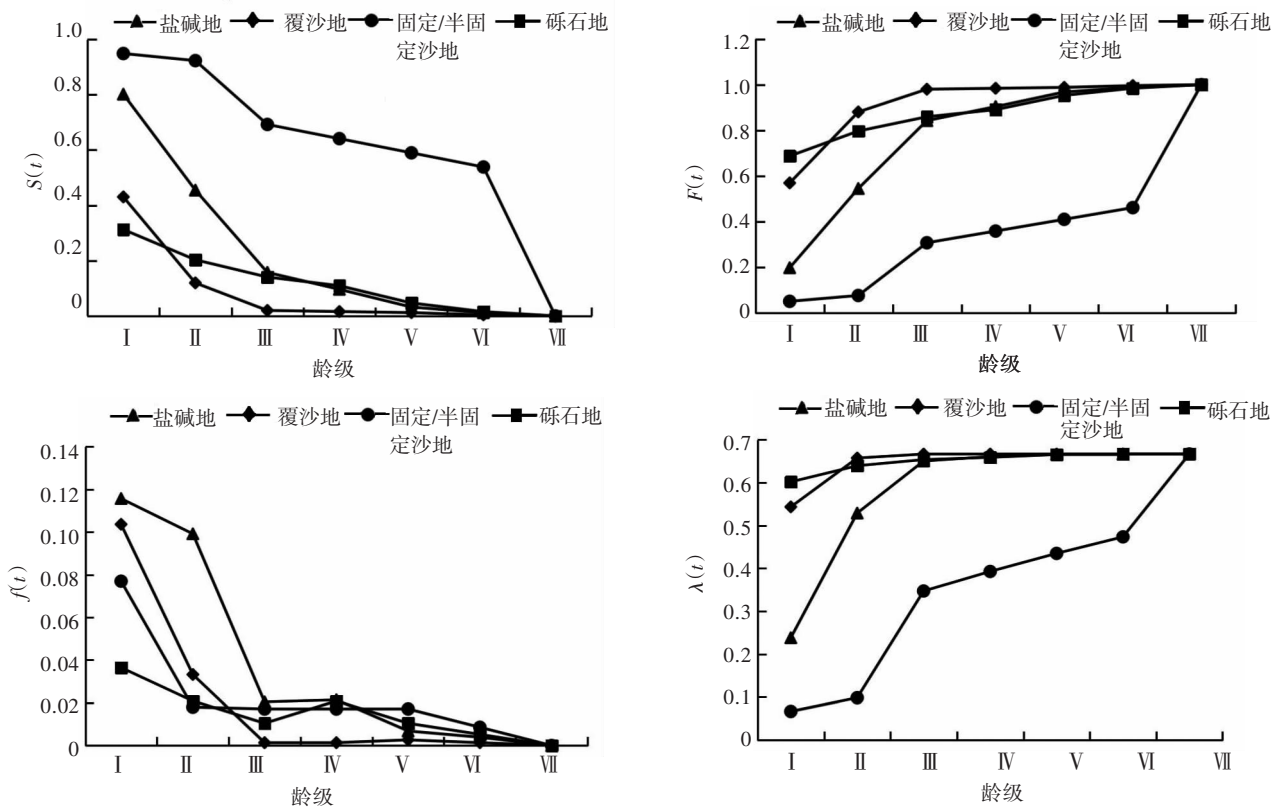 盐碱地 覆沙地 固定/半固定沙地 砾石地
S(t)
1.0
0.8
0.6
0.4
0.2
0
Ⅰ Ⅱ Ⅲ Ⅳ Ⅴ Ⅵ Ⅶ
龄级
盐碱地 覆沙地 固定/半固定沙地 砾石地
F(t)
1.2
1.0
0.8
0.6
0.4
0.2
0
Ⅰ Ⅱ Ⅲ Ⅳ Ⅴ Ⅵ Ⅶ
龄级
盐碱地 覆沙地 固定/半固定沙地 砾石地
f(t)
0.14
0.12
0.10
0.08
0.06
0.04
0.02
0
Ⅰ Ⅱ Ⅲ Ⅳ Ⅴ Ⅵ Ⅶ
龄级
盐碱地 覆沙地 固定/半固定沙地 砾石地
λ(t)
0.7
0.6
0.5
0.4
0.3
0.2
0.1
0
Ⅰ Ⅱ Ⅲ Ⅳ Ⅴ Ⅵ Ⅶ
龄级